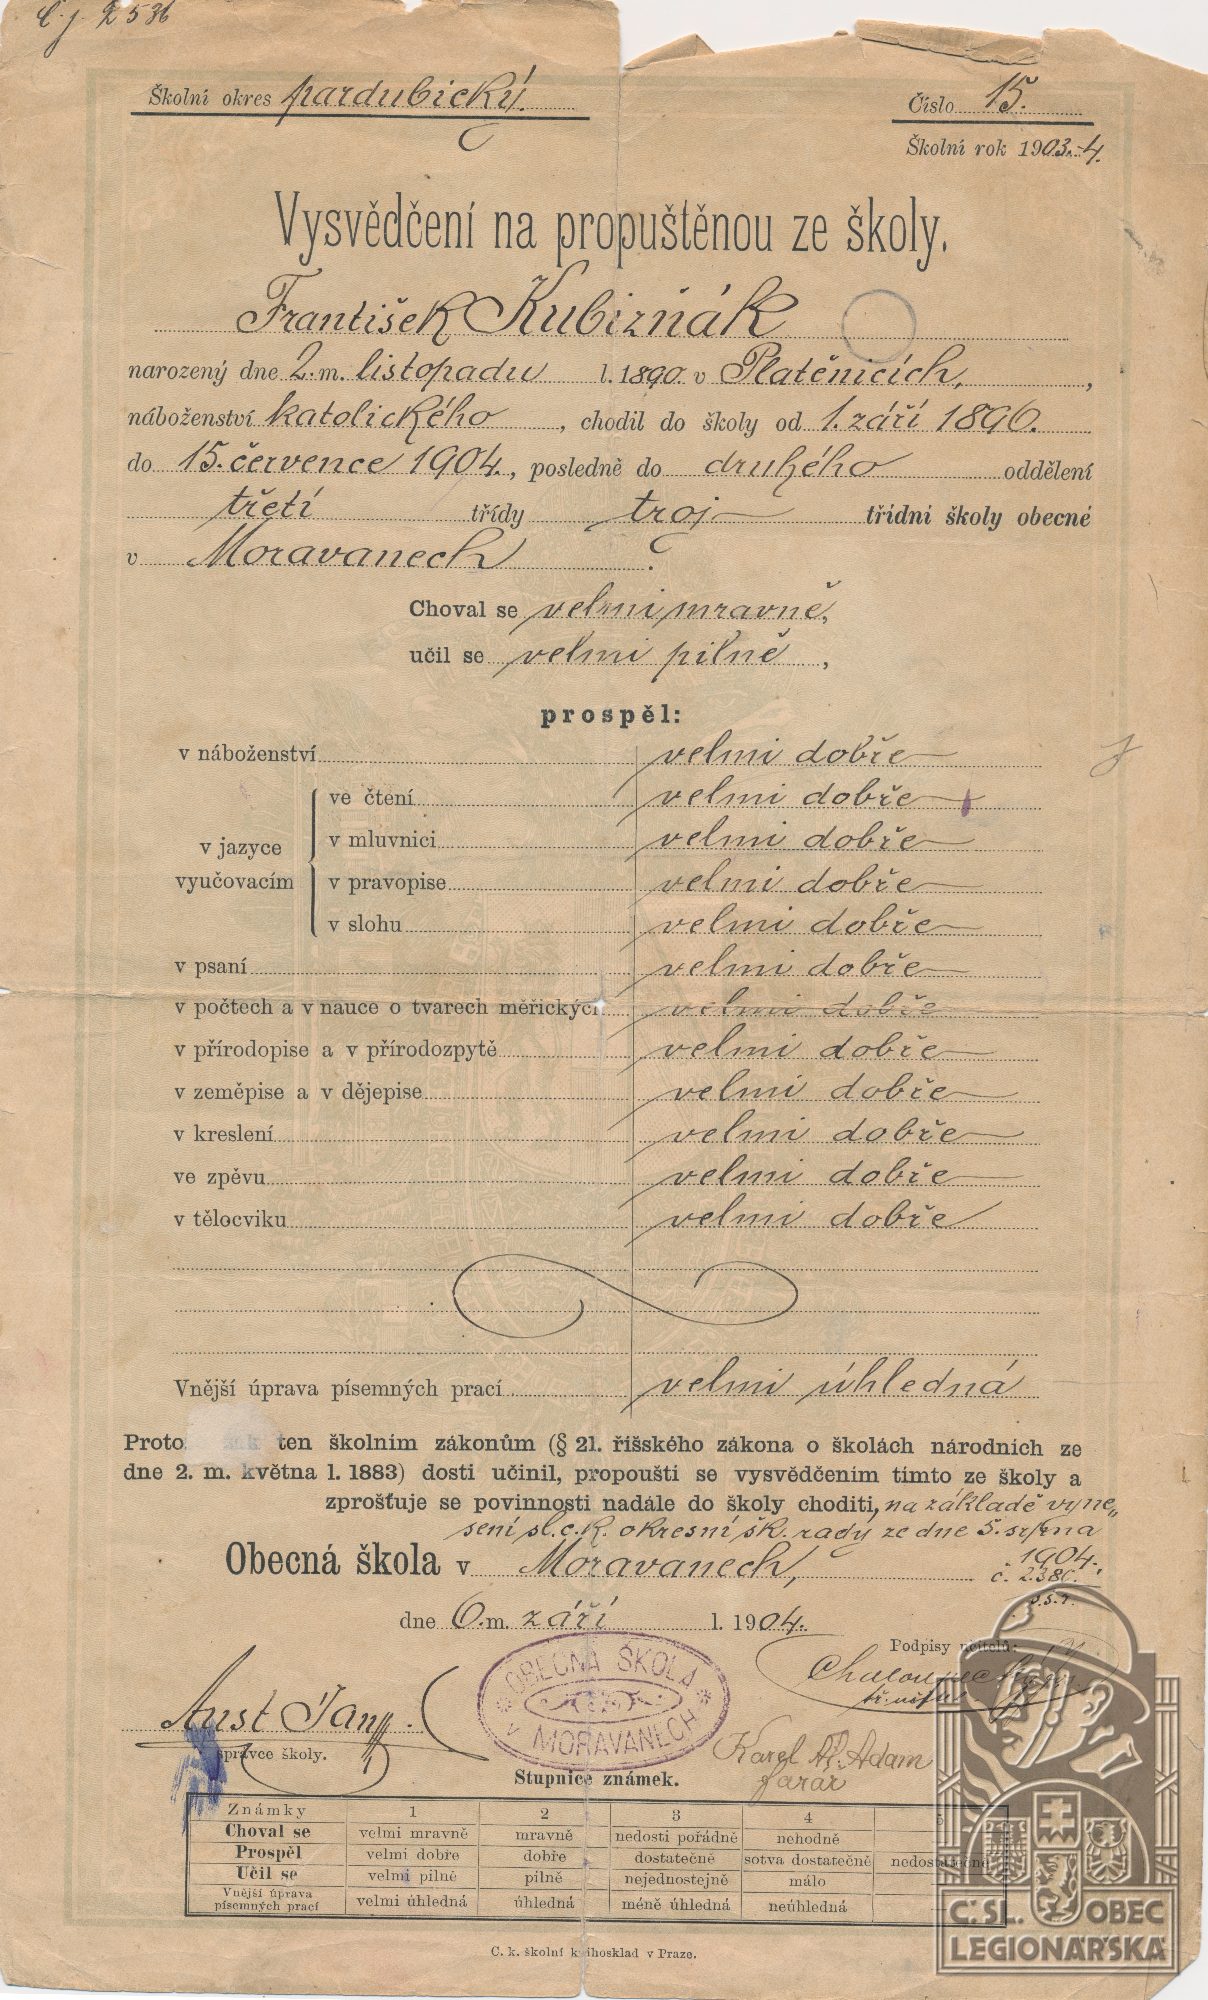 Č. j. 2536
Školní okres pardubický.
Číslo 15.
Školní rok 1903.-4.
Vysvědčení na propuštěnou ze školy.
František Kubizňák
narozený dne 2. m. listopadu l. 1890. v Platěnicích,
náboženství katolického, chodil do školy od 1. září 1896.
do 15. července 1904., posledně do druhého oddělení
třetí třídy troj třídní školy obecné
v Moravanech.
Choval se velmi mravně,
učil se velmi pilně,
prospěl:
v náboženství velmi dobře
v jazyce vyučovacím
ve čtení velmi dobře
v mluvnici velmi dobře
v pravopise velmi dobře
v slohu velmi dobře
v psaní velmi dobře
v počtech a v nauce o tvarech měřických velmi dobře
v přírodopise a v přírodozpytě velmi dobře
v zeměpise a v dějepise velmi dobře
v kreslení velmi dobře
ve zpěvu velmi dobře
v tělocviku velmi dobře
Vnější úprava písemných prací velmi úhledná
Proto ten školním zákonům (§ 21. říšského zákona o školách národních ze
dne 2. m. května l. 1883) dosti učinil, propouští se vysvědčením tímto ze školy a
zprošťuje se povinnosti nadále do školy choditi, na základě vyne„
sení sl. c. k. okresní šk. rady ze dne 5. srpna
1904.,
č. 2380.
Obecná škola v Moravanech,
dne 6. m. září l. 1904.
Podpisy učitelů:
tř. učitel
Aust Jan
správce školy.
OBECNÁ ŠKOLA
V MORAVANECH
Karel Al. Adam
farář
Stupnice známek.
Známky 1 2 3 4 5
Choval se velmi mravně mravně nedosti pořádně nehodně
Prospěl velmi dobře dobře dostatečně sotva dostatečně nedostatečně
Učil se velmi pilně pilně nejednostejně málo
Vnější úprava písemných prací velmi úhledná úhledná méně úhledná neúhledná
C. k. školní knihosklad v Praze.
Č. SL. OBEC
LEGIONÁŘSKÁ